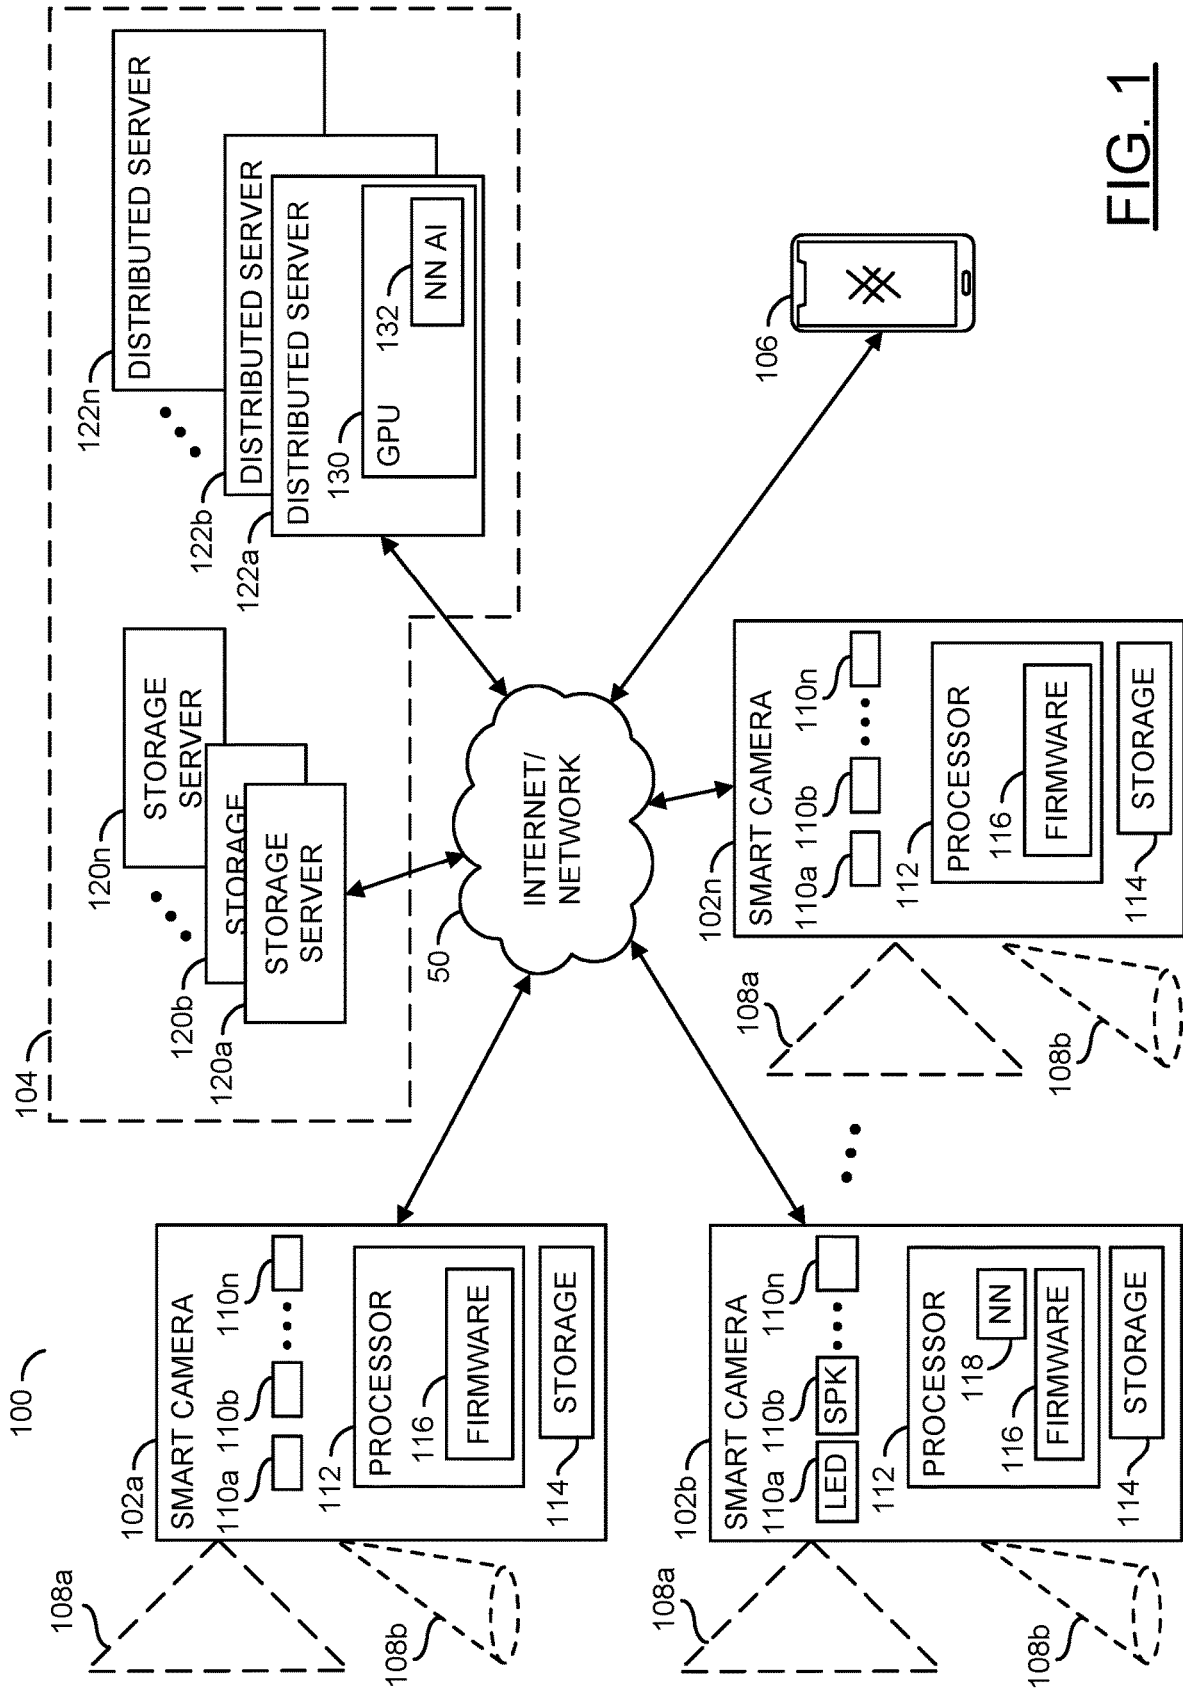 100
104
102a
SMART CAMERA
110a
110b
110n
112
PROCESSOR
116
FIRMWARE
114
STORAGE
108a
108b
120n
STORAGE
SERVER
120b
STORAGE
120a
STORAGE
SERVER
122n
DISTRIBUTED SERVER
122b
DISTRIBUTED SERVER
122a
DISTRIBUTED SERVER
130
GPU
132
NN AI
50
INTERNET/
NETWORK
102b
SMART CAMERA
110a
110b
110n
LED
SPK
112
PROCESSOR
118
NN
116
FIRMWARE
114
STORAGE
108a
108b
102n
SMART CAMERA
110a
110b
110n
112
PROCESSOR
116
FIRMWARE
114
STORAGE
108a
108b
106
FIG. 1